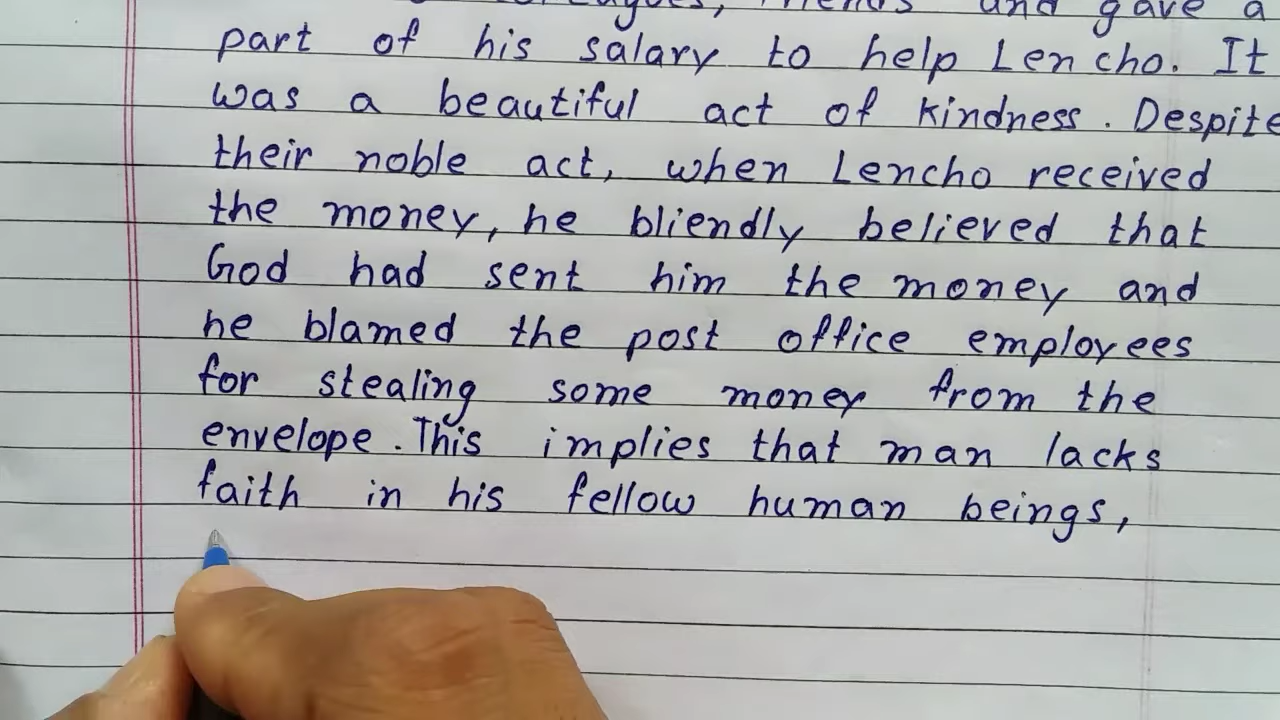 friends and gave a
part of his salary to help Lencho. It
was a beautiful act of kindness. Despite
their noble act, when Lencho received
the money, he bliendly believed that
God had sent him the money and
he blamed the post office employees
for stealing some money from the
envelope. This implies that man lacks
faith in his fellow human beings,